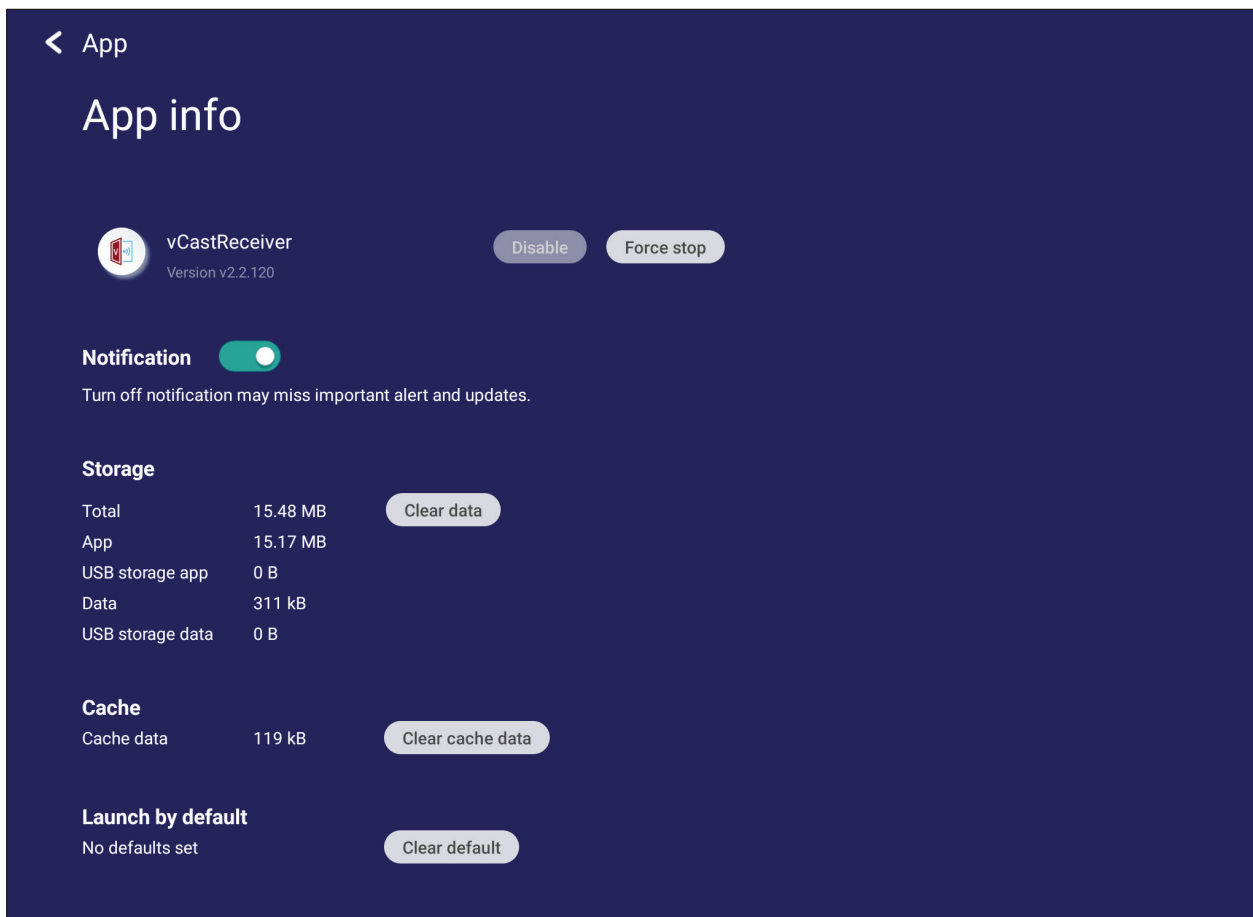 App
App info
vCastReceiver
Version v2.2.120
Disable
Force stop
Notification
Turn off notification may miss important alert and updates.
Storage
Total 15.48 MB Clear data
App 15.17 MB
USB storage app 0 B
Data 311 kB
USB storage data 0 B
Cache
Cache data 119 kB Clear cache data
Launch by default
No defaults set Clear default